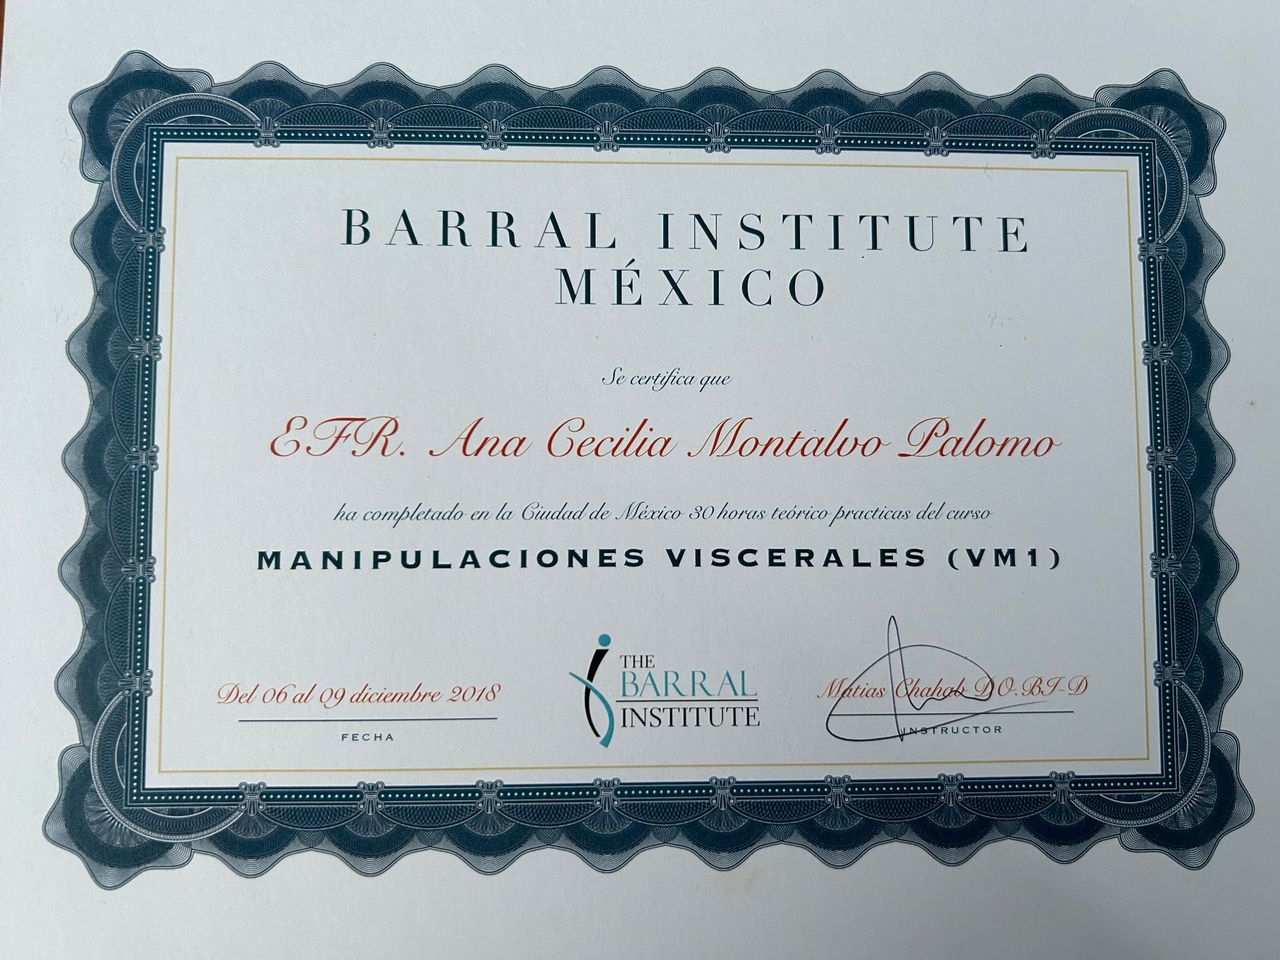 BARRAL INSTITUTE
MÉXICO
Se certifica que
EFR. Ana Cecilia Montalvo Palomo
ha completado en la Ciudad de México 30 horas teórico practicas del curso
MANIPULACIONES VISCERALES (VM1)
Del 06 al 09 diciembre 2018
FECHA
THE
BARRAL
INSTITUTE
Matias Chahab DO.BI-D
INSTRUCTOR